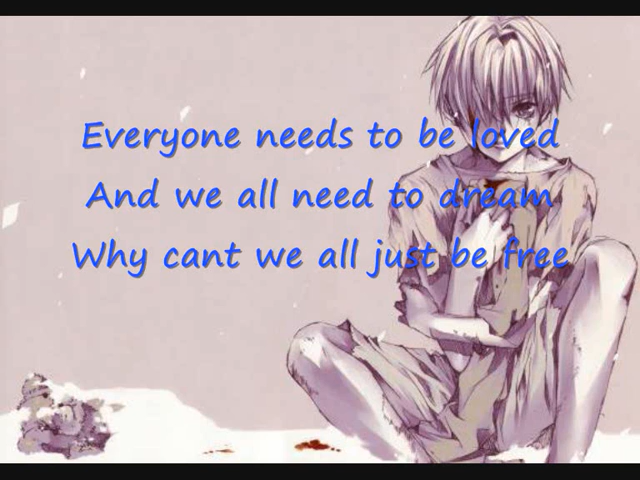 Everyone needs to be loved
And we all need to dream
Why cant we all just be free